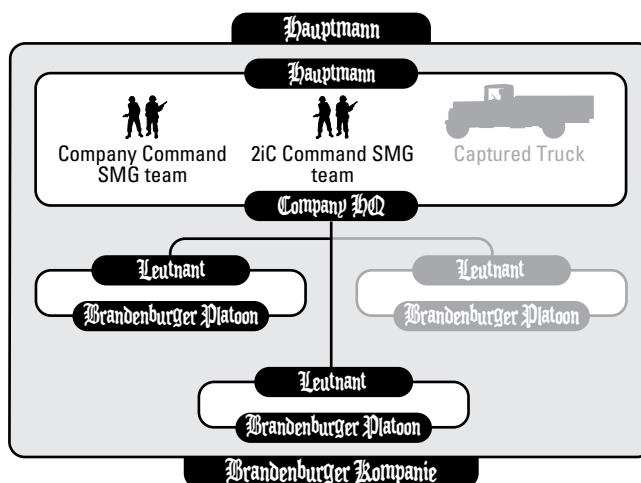 Hauptmann
Hauptmann
Company Command
SMG team
2iC Command SMG
team
Captured Truck
Company HQ
Leutnant
Brandenburger Platoon
Leutnant
Brandenburger Platoon
Leutnant
Brandenburger Platoon
Brandenburger Kompanie